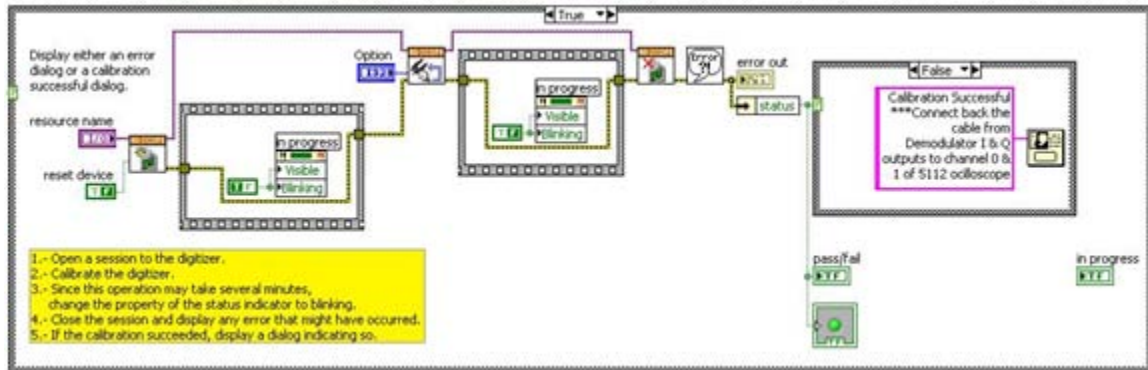 True
Display either an error
dialog or a calibration
successful dialog.
resource name
I/O
reset device
T F
in progress
Visible
Blinking
T F
Option
in progress
Visible
Blinking
T F
Error
?!
error out
status
False
Calibration Successful
***Connect back the
cable from
Demodulator I & Q
outputs to channel 0 &
1 of 5112 ocilloscope
pass/fail
TF
in progress
TF
TF
1.- Open a session to the digitizer.
2.- Calibrate the digitizer.
3.- Since this operation may take several minutes,
change the property of the status indicator to blinking.
4.- Close the session and display any error that might have occurred.
5.- If the calibration succeeded, display a dialog indicating so.